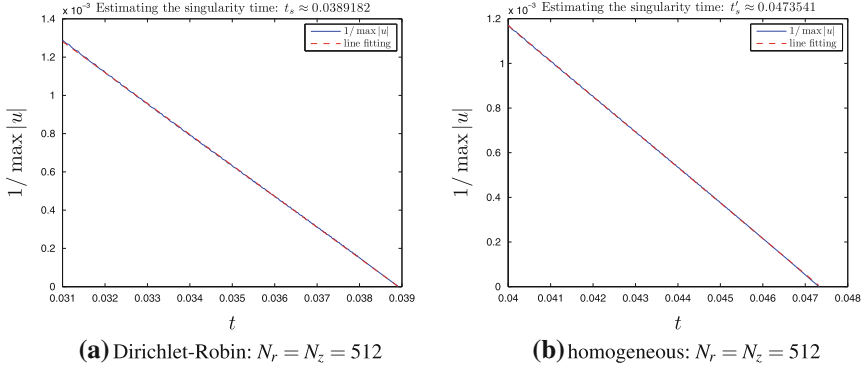 Estimating the singularity time: t_s ≈ 0.0389182
× 10⁻³
1.4
1.2
1
0.8
0.6
0.4
0.2
0
1/ max |u|
1/ max |u|
line fitting
0.031 0.032 0.033 0.034 0.035 0.036 0.037 0.038 0.039
t
(a) Dirichlet-Robin: N_r = N_z = 512
Estimating the singularity time: t′_s ≈ 0.0473541
× 10⁻³
1.2
1
0.8
0.6
0.4
0.2
0
1/ max |u|
1/ max |u|
line fitting
0.04 0.041 0.042 0.043 0.044 0.045 0.046 0.047 0.048
t
(b) homogeneous: N_r = N_z = 512